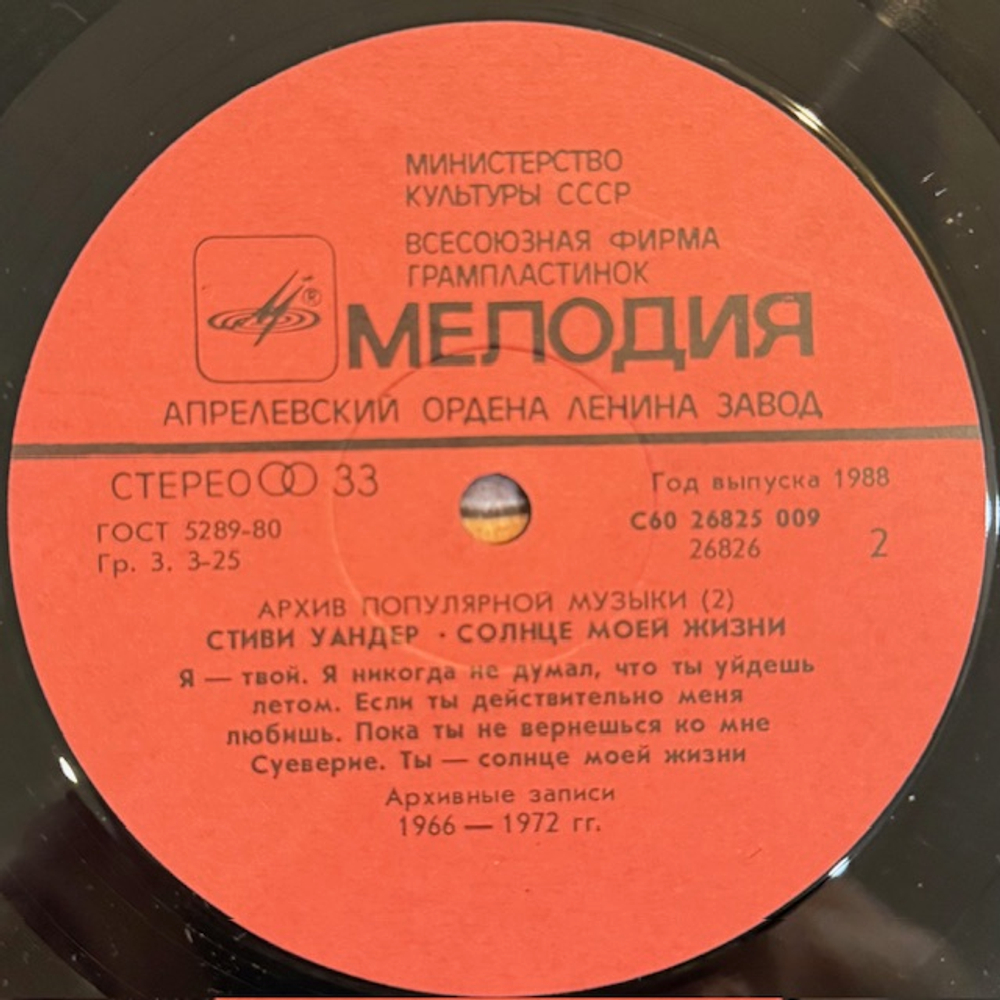 МИНИСТЕРСТВО
КУЛЬТУРЫ СССР
ВСЕСОЮЗНАЯ ФИРМА
ГРАМПЛАСТИНОК
®
МЕЛОДИЯ
АПРЕЛЕВСКИЙ ОРДЕНА ЛЕНИНА ЗАВОД
СТЕРЕО 33
Год выпуска 1988
ГОСТ 5289-80
С60 26825 009
Гр. 3. 3-25
26826
2
АРХИВ ПОПУЛЯРНОЙ МУЗЫКИ (2)
СТИВИ УАНДЕР · СОЛНЦЕ МОЕЙ ЖИЗНИ
Я — твой. Я никогда не думал, что ты уйдешь
летом. Если ты действительно меня
любишь. Пока ты не вернешься ко мне
Суеверие. Ты — солнце моей жизни
Архивные записи
1966 — 1972 гг.